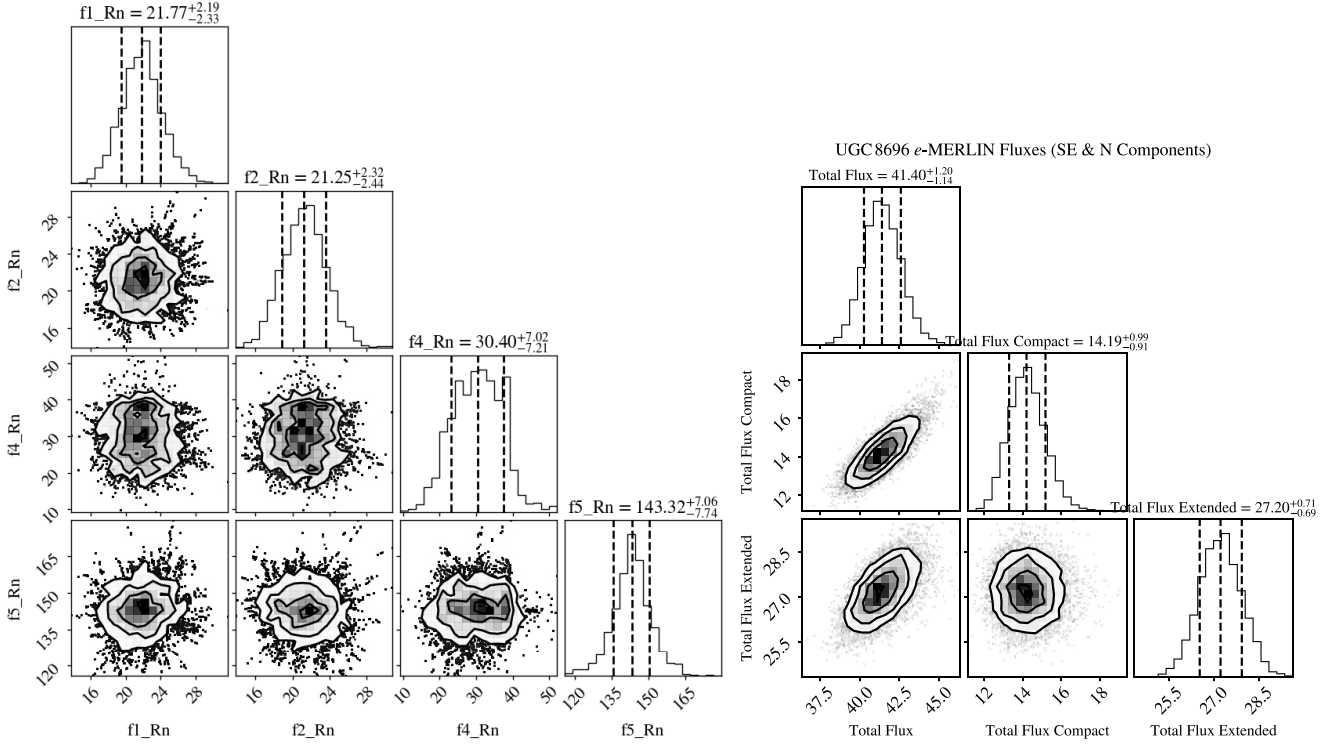 f1_Rn = 21.77+2.19−2.33
f2_Rn
28
24
20
16
f2_Rn = 21.25+2.32−2.44
f4_Rn
50
40
30
20
10
f4_Rn = 30.40+7.02−7.21
f5_Rn
165
150
135
120
f5_Rn = 143.32+7.06−7.74
16 20 24 28
f1_Rn
16 20 24 28
f2_Rn
10 20 30 40 50
f4_Rn
120 135 150 165
f5_Rn
UGC 8696 e-MERLIN Fluxes (SE & N Components)
Total Flux = 41.40+1.20−1.14
Total Flux Compact
18
16
14
12
Total Flux Compact = 14.19+0.99−0.91
Total Flux Extended
28.5
27.0
25.5
Total Flux Extended = 27.20+0.71−0.69
37.5 40.0 42.5 45.0
Total Flux
12 14 16 18
Total Flux Compact
25.5 27.0 28.5
Total Flux Extended